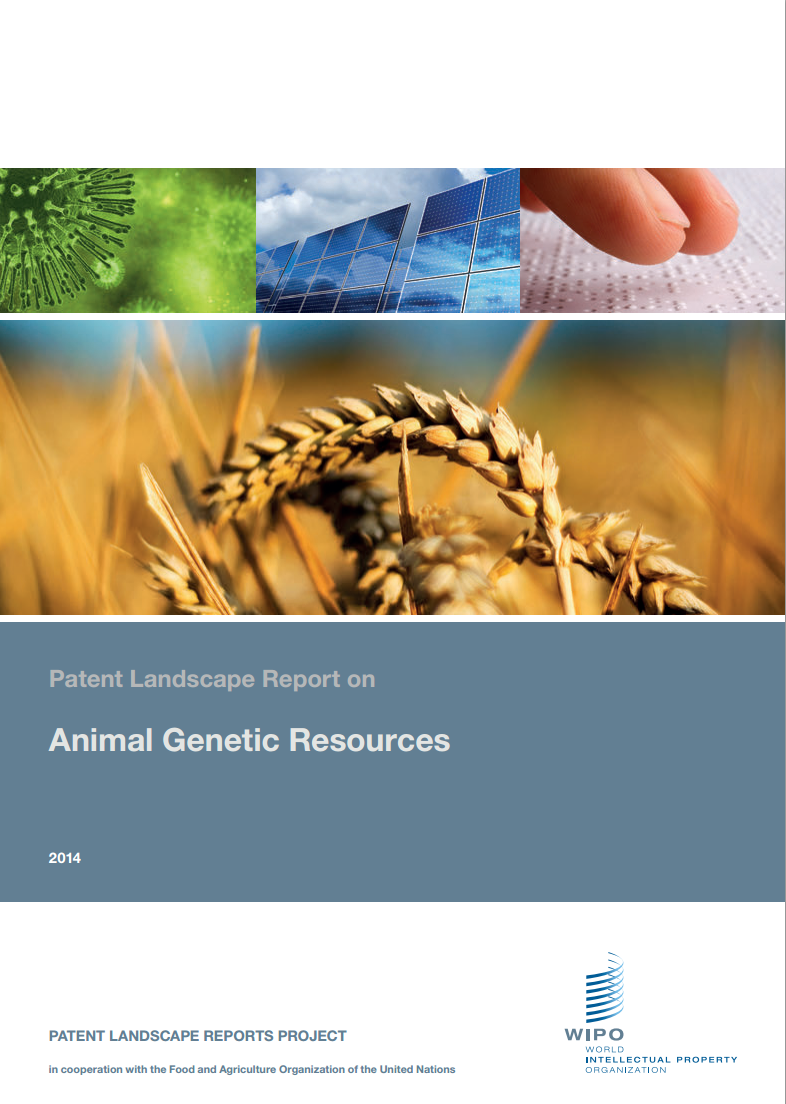 Patent Landscape Report on
Animal Genetic Resources
2014
PATENT LANDSCAPE REPORTS PROJECT
in cooperation with the Food and Agriculture Organization of the United Nations
WIPO
WORLD
INTELLECTUAL PROPERTY
ORGANIZATION